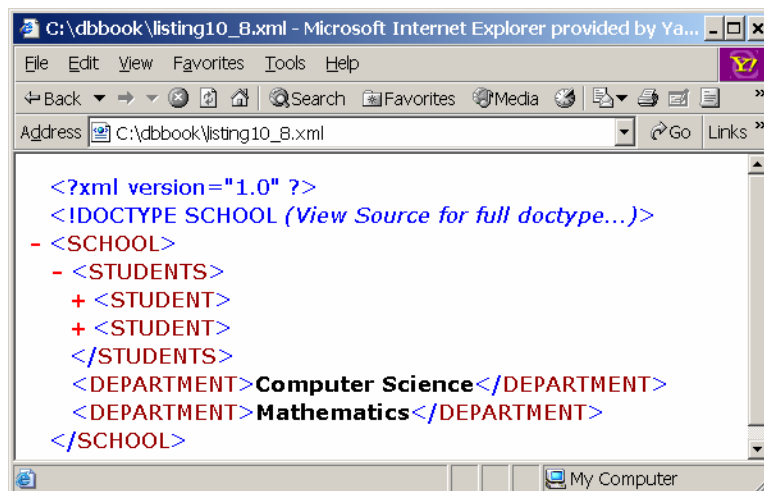 C:\dbbook\listing10_8.xml - Microsoft Internet Explorer provided by Ya...
File Edit View Favorites Tools Help
Y!
Back Search Favorites Media »
Address C:\dbbook\listing10_8.xml Go Links »
<?xml version="1.0" ?>
<!DOCTYPE SCHOOL (View Source for full doctype...)>
- <SCHOOL>
- <STUDENTS>
+ <STUDENT>
+ <STUDENT>
</STUDENTS>
<DEPARTMENT>Computer Science</DEPARTMENT>
<DEPARTMENT>Mathematics</DEPARTMENT>
</SCHOOL>
My Computer